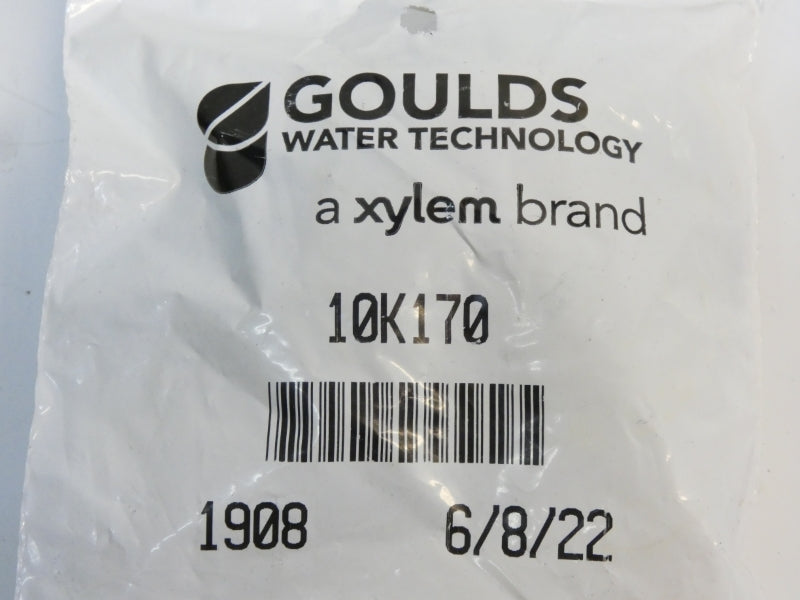 GOULDS
WATER TECHNOLOGY
a xylem brand
10K170
1908 6/8/22